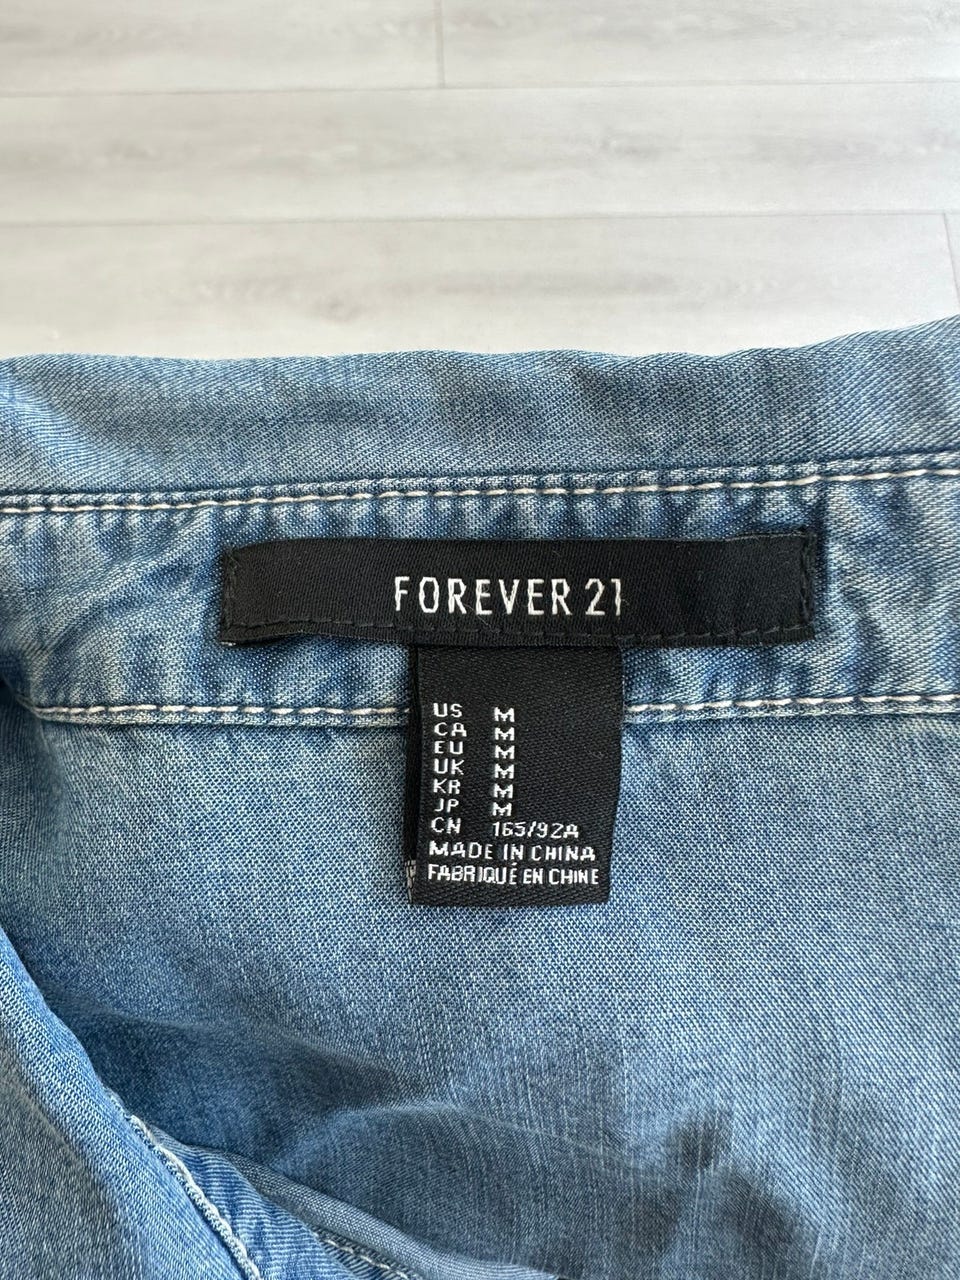 FOREVER 21
US M
CA M
EU M
UK M
KR M
JP M
CN 165/92A
MADE IN CHINA
FABRIQUÉ EN CHINE